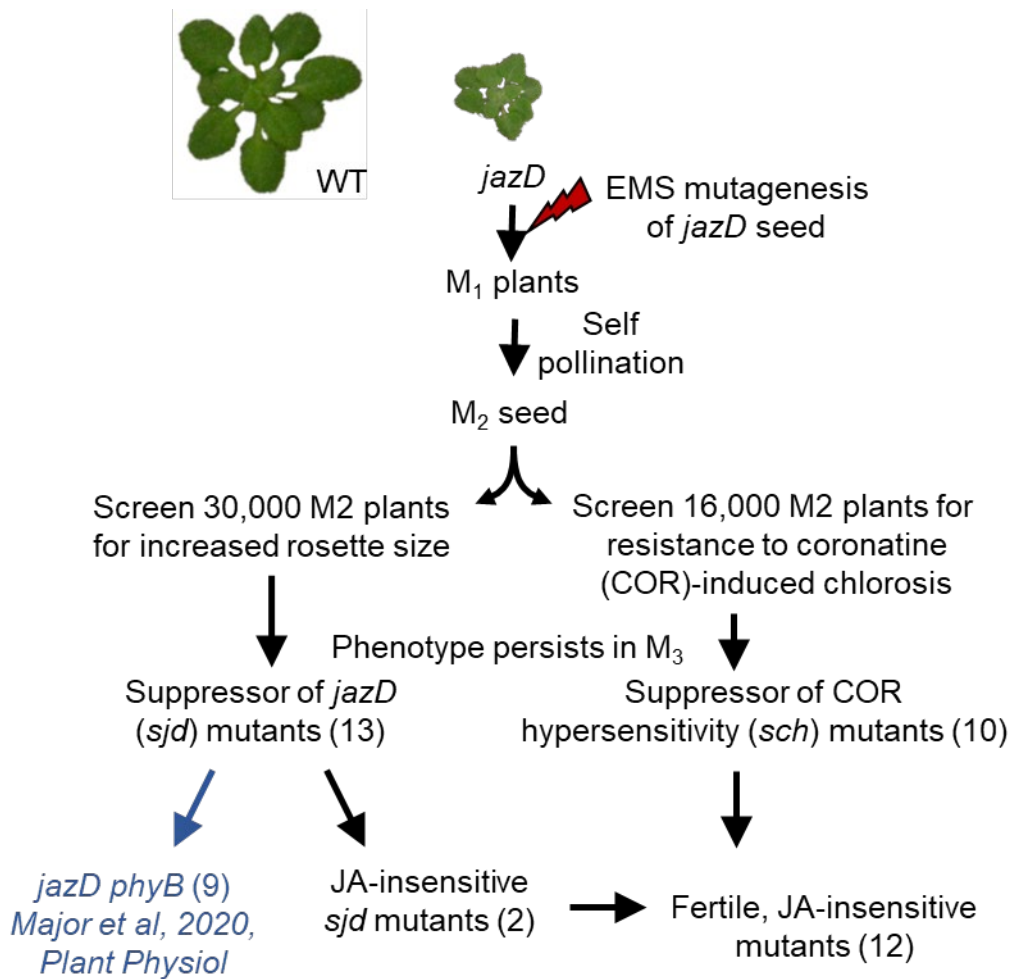 WT
jazD
EMS mutagenesis
of jazD seed
M₁ plants
Self
pollination
M₂ seed
Screen 30,000 M2 plants
for increased rosette size
Screen 16,000 M2 plants for
resistance to coronatine
(COR)-induced chlorosis
Phenotype persists in M₃
Suppressor of jazD
(sjd) mutants (13)
Suppressor of COR
hypersensitivity (sch) mutants (10)
jazD phyB (9)
Major et al, 2020,
Plant Physiol
JA-insensitive
sjd mutants (2)
Fertile, JA-insensitive
mutants (12)